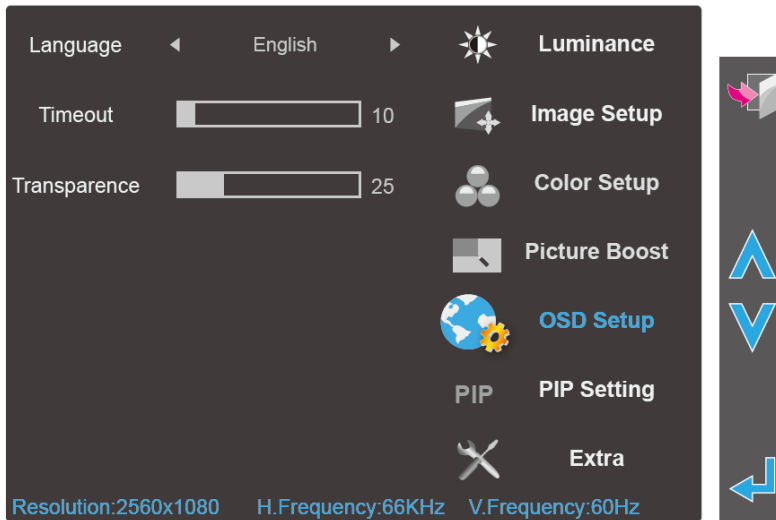 Language English Luminance
Timeout 10 Image Setup
Transparence 25 Color Setup
Picture Boost
OSD Setup
PIP PIP Setting
Extra
Resolution:2560x1080 H.Frequency:66KHz V.Frequency:60Hz